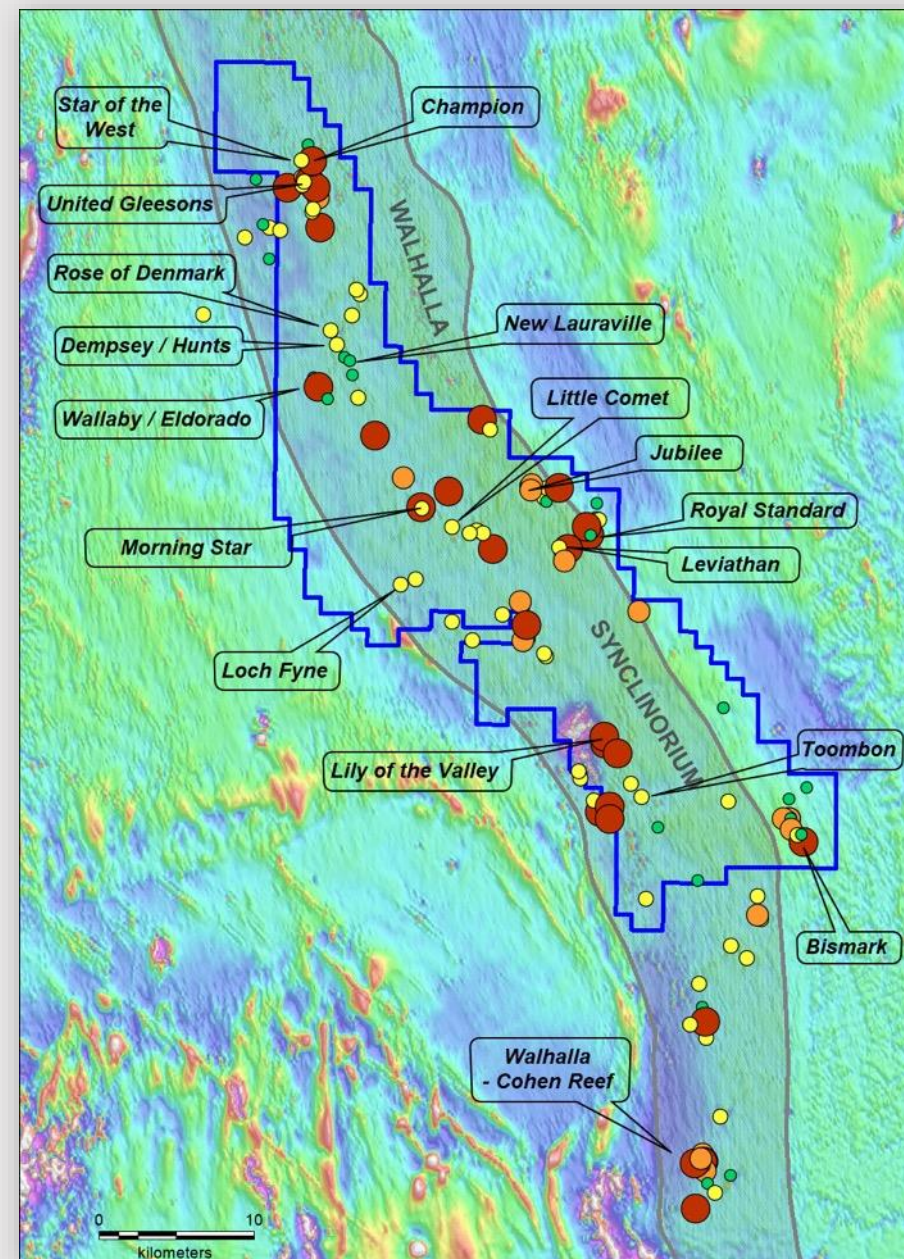 Star of the
West
Champion
United Gleesons
WALHALLA
Rose of Denmark
New Lauraville
Dempsey / Hunts
Little Comet
Wallaby / Eldorado
Jubilee
Royal Standard
Morning Star
Leviathan
SYNCLINORIUM
Loch Fyne
Toombon
Lily of the Valley
Bismark
Walhalla
- Cohen Reef
0 10
kilometers